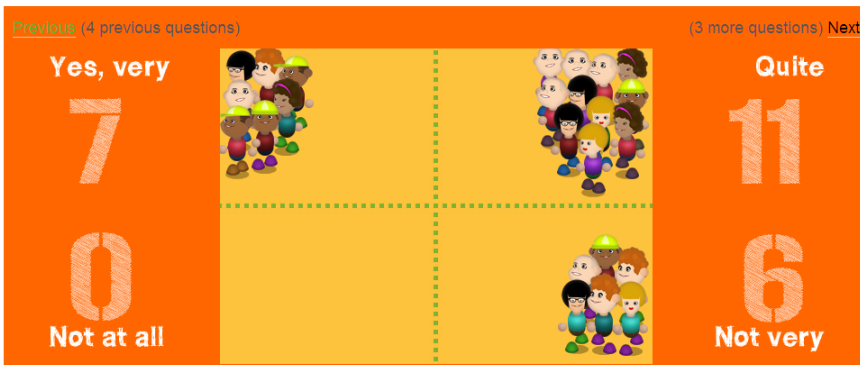 Previous (4 previous questions)
(3 more questions) Next
Yes, very
7
Quite
11
0
Not at all
6
Not very